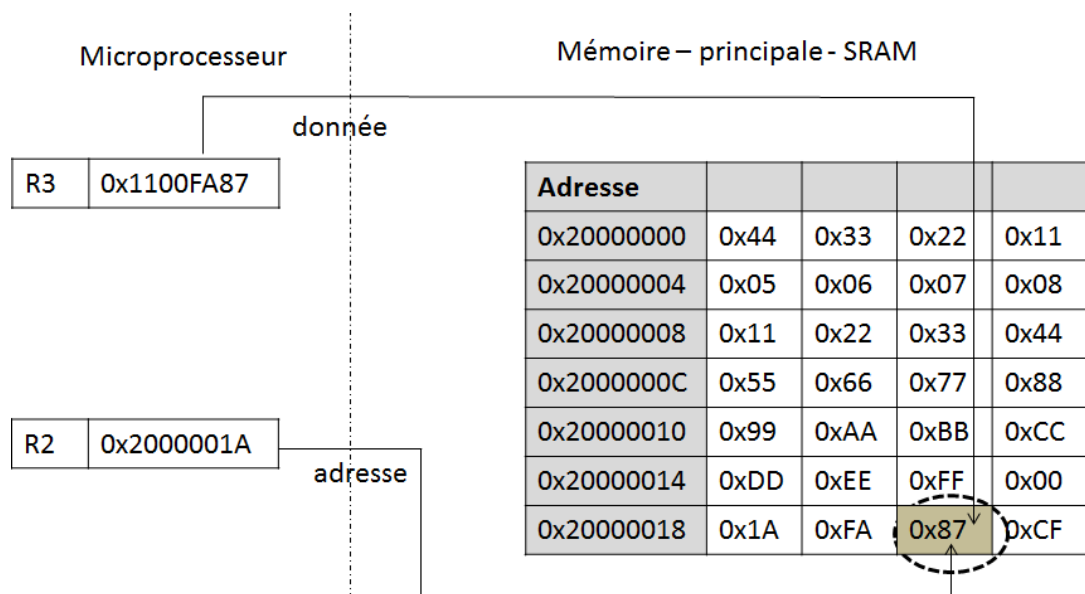 Microprocesseur
Mémoire – principale - SRAM
donnée
R3 0x1100FA87
Adresse
0x20000000 0x44 0x33 0x22 0x11
0x20000004 0x05 0x06 0x07 0x08
0x20000008 0x11 0x22 0x33 0x44
0x2000000C 0x55 0x66 0x77 0x88
R2 0x2000001A
0x20000010 0x99 0xAA 0xBB 0xCC
adresse
0x20000014 0xDD 0xEE 0xFF 0x00
0x20000018 0x1A 0xFA 0x87 0xCF